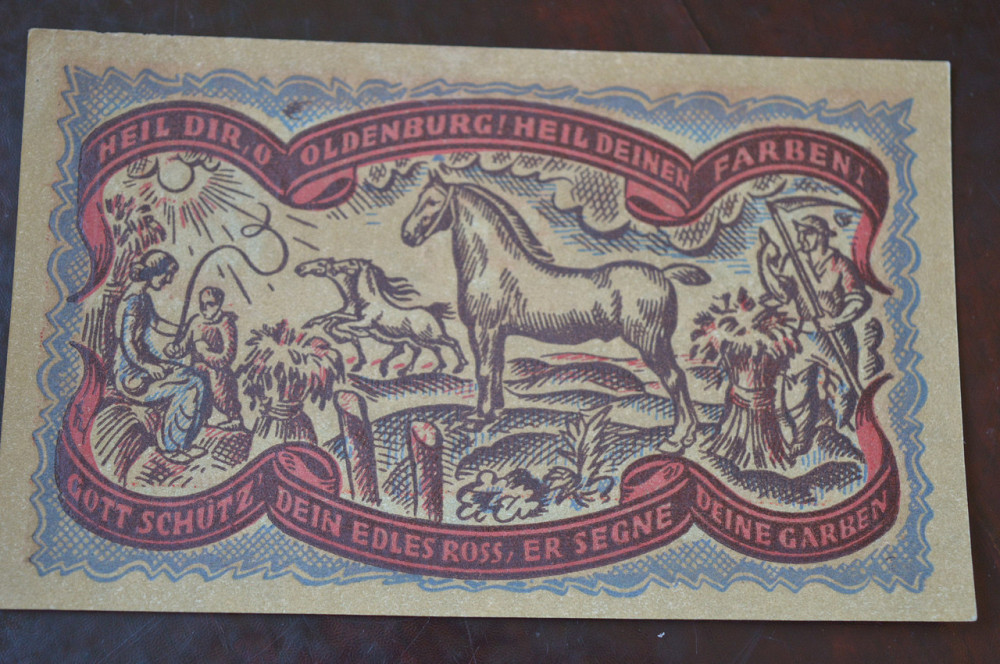 HEIL DIR, O OLDENBURG! HEIL DEINEN FARBEN!
GOTT SCHÜTZ' DEIN EDLES ROSS, ER SEGNE DEINE GARBEN